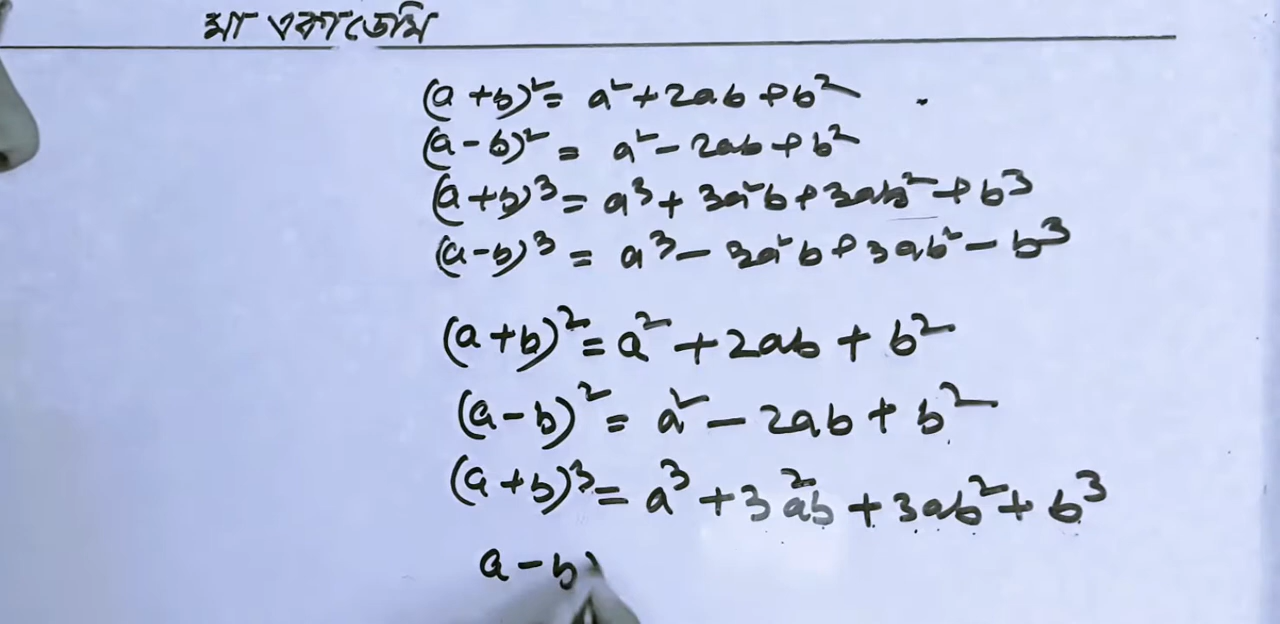 মা একাডেমি
(a+b)² = a² + 2ab + b²
(a-b)² = a² - 2ab + b²
(a+b)³ = a³ + 3a²b + 3ab² + b³
(a-b)³ = a³ - 3a²b + 3ab² - b³
(a+b)² = a² + 2ab + b²
(a-b)² = a² - 2ab + b²
(a+b)³ = a³ + 3a²b + 3ab² + b³
a-b)